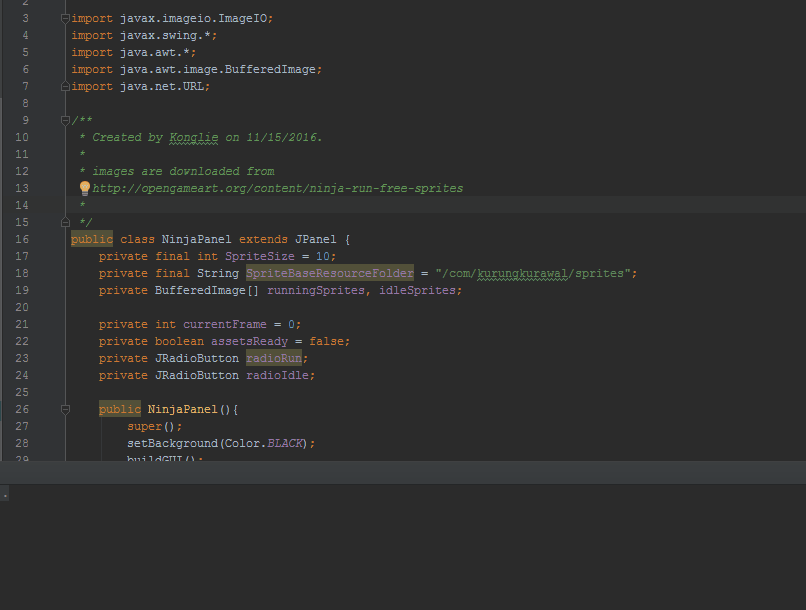 2
3 import javax.imageio.ImageIO;
4 import javax.swing.*;
5 import java.awt.*;
6 import java.awt.image.BufferedImage;
7 import java.net.URL;
8
9 /**
10 * Created by Konglie on 11/15/2016.
11 *
12 * images are downloaded from
13 http://opengameart.org/content/ninja-run-free-sprites
14 *
15 */
16 public class NinjaPanel extends JPanel {
17 private final int SpriteSize = 10;
18 private final String SpriteBaseResourceFolder = "/com/kurungkurawal/sprites";
19 private BufferedImage[] runningSprites, idleSprites;
20
21 private int currentFrame = 0;
22 private boolean assetsReady = false;
23 private JRadioButton radioRun;
24 private JRadioButton radioIdle;
25
26 public NinjaPanel(){
27 super();
28 setBackground(Color.BLACK);
29 buildGUI();
.